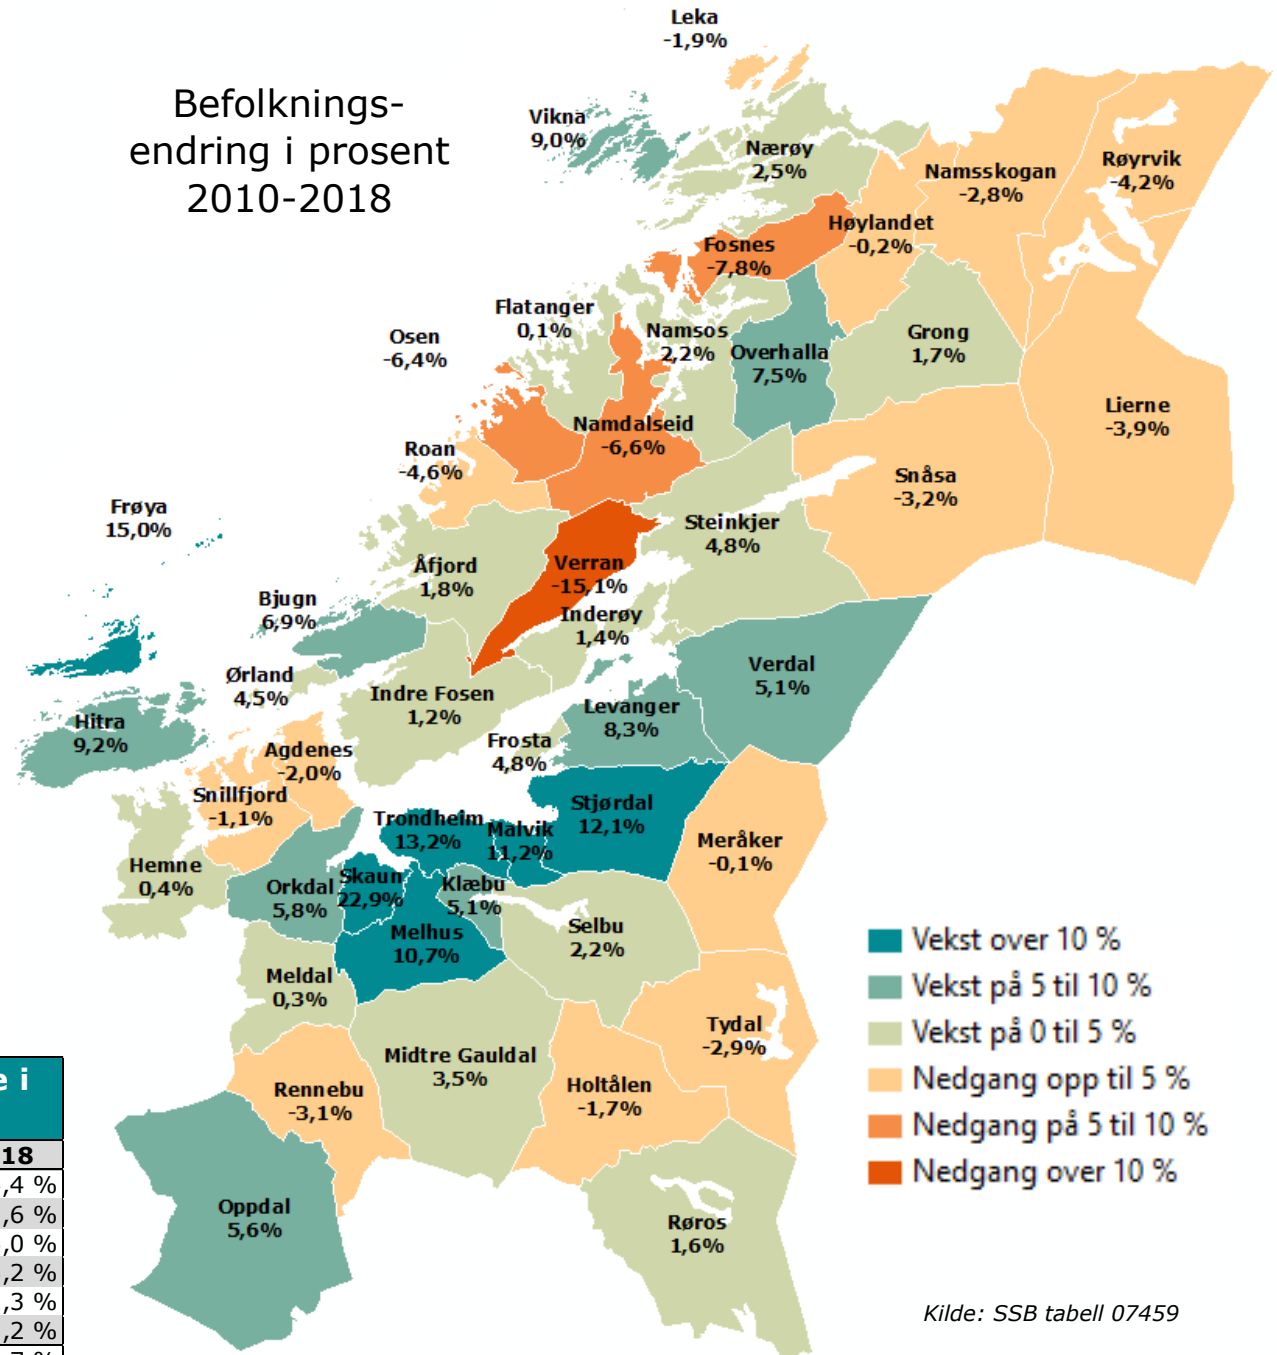 Befolknings-
endring i prosent
2010-2018
Leka
-1,9%
Vikna
9,0%
Nærøy
2,5%
Namsskogan
-2,8%
Røyrvik
-4,2%
Høylandet
-0,2%
Fosnes
-7,8%
Flatanger
0,1%
Namsos
2,2%
Overhalla
7,5%
Grong
1,7%
Osen
-6,4%
Lierne
-3,9%
Namdalseid
-6,6%
Roan
-4,6%
Snåsa
-3,2%
Frøya
15,0%
Steinkjer
4,8%
Åfjord
1,8%
Verran
-15,1%
Bjugn
6,9%
Inderøy
1,4%
Verdal
5,1%
Ørland
4,5%
Indre Fosen
1,2%
Levanger
8,3%
Hitra
9,2%
Agdenes
-2,0%
Frosta
4,8%
Snillfjord
-1,1%
Stjørdal
12,1%
Trondheim
13,2%
Malvik
11,2%
Meråker
-0,1%
Hemne
0,4%
Orkdal
5,8%
Skaun
22,9%
Klæbu
5,1%
Selbu
2,2%
Melhus
10,7%
Meldal
0,3%
Tydal
-2,9%
Midtre Gauldal
3,5%
Holtålen
-1,7%
Rennebu
-3,1%
Oppdal
5,6%
Røros
1,6%
Vekst over 10 %
Vekst på 5 til 10 %
Vekst på 0 til 5 %
Nedgang opp til 5 %
Nedgang på 5 til 10 %
Nedgang over 10 %
e i
18
,4 %
,6 %
,0 %
,2 %
,3 %
,2 %
Kilde: SSB tabell 07459